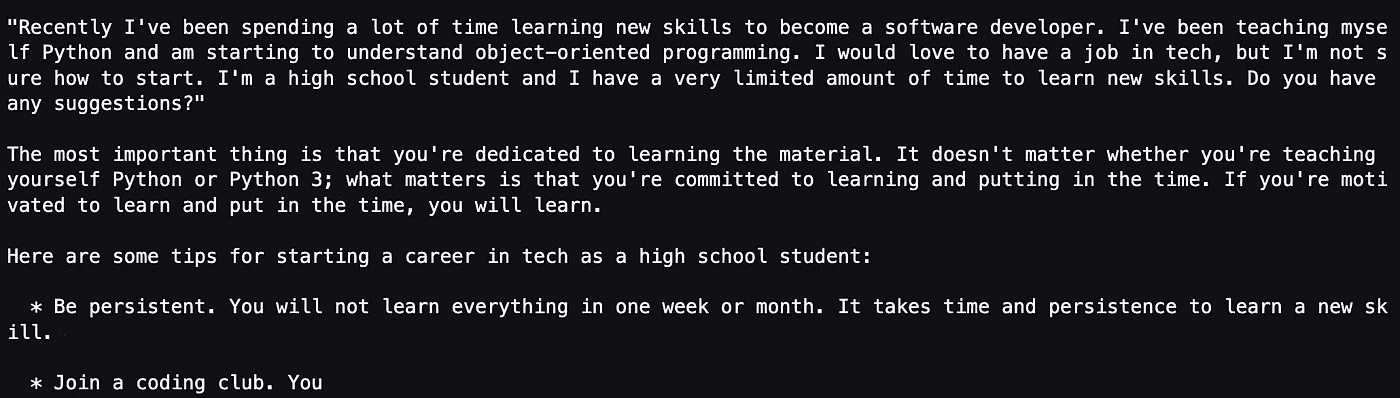 "Recently I've been spending a lot of time learning new skills to become a software developer. I've been teaching myse
lf Python and am starting to understand object-oriented programming. I would love to have a job in tech, but I'm not s
ure how to start. I'm a high school student and I have a very limited amount of time to learn new skills. Do you have
any suggestions?"
The most important thing is that you're dedicated to learning the material. It doesn't matter whether you're teaching
yourself Python or Python 3; what matters is that you're committed to learning and putting in the time. If you're moti
vated to learn and put in the time, you will learn.
Here are some tips for starting a career in tech as a high school student:
* Be persistent. You will not learn everything in one week or month. It takes time and persistence to learn a new sk
ill.
* Join a coding club. You